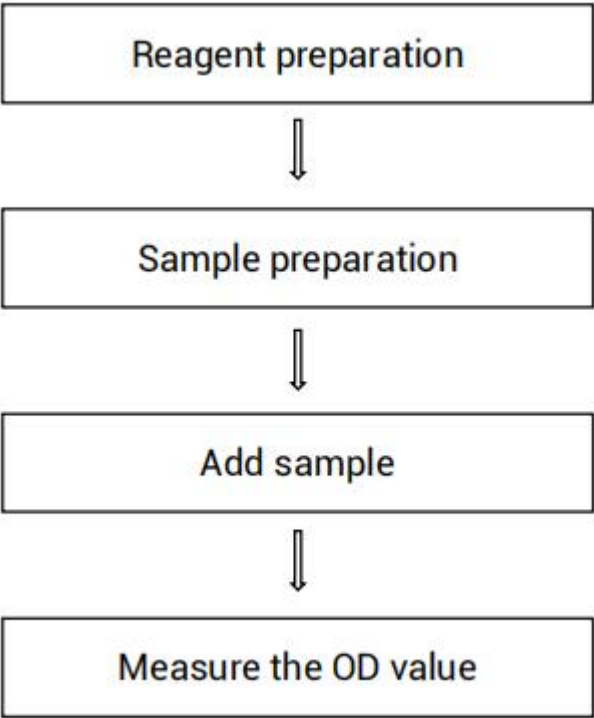 Reagent preparation
Sample preparation
Add sample
Measure the OD value